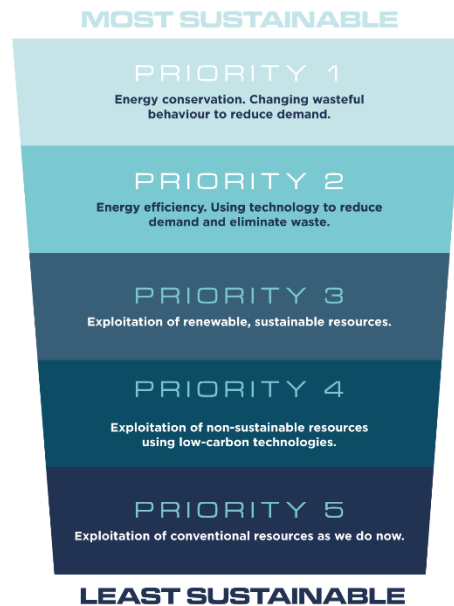 MOST SUSTAINABLE
PRIORITY 1
Energy conservation. Changing wasteful
behaviour to reduce demand.
PRIORITY 2
Energy efficiency. Using technology to reduce
demand and eliminate waste.
PRIORITY 3
Exploitation of renewable, sustainable resources.
PRIORITY 4
Exploitation of non-sustainable resources
using low-carbon technologies.
PRIORITY 5
Exploitation of conventional resources as we do now.
LEAST SUSTAINABLE